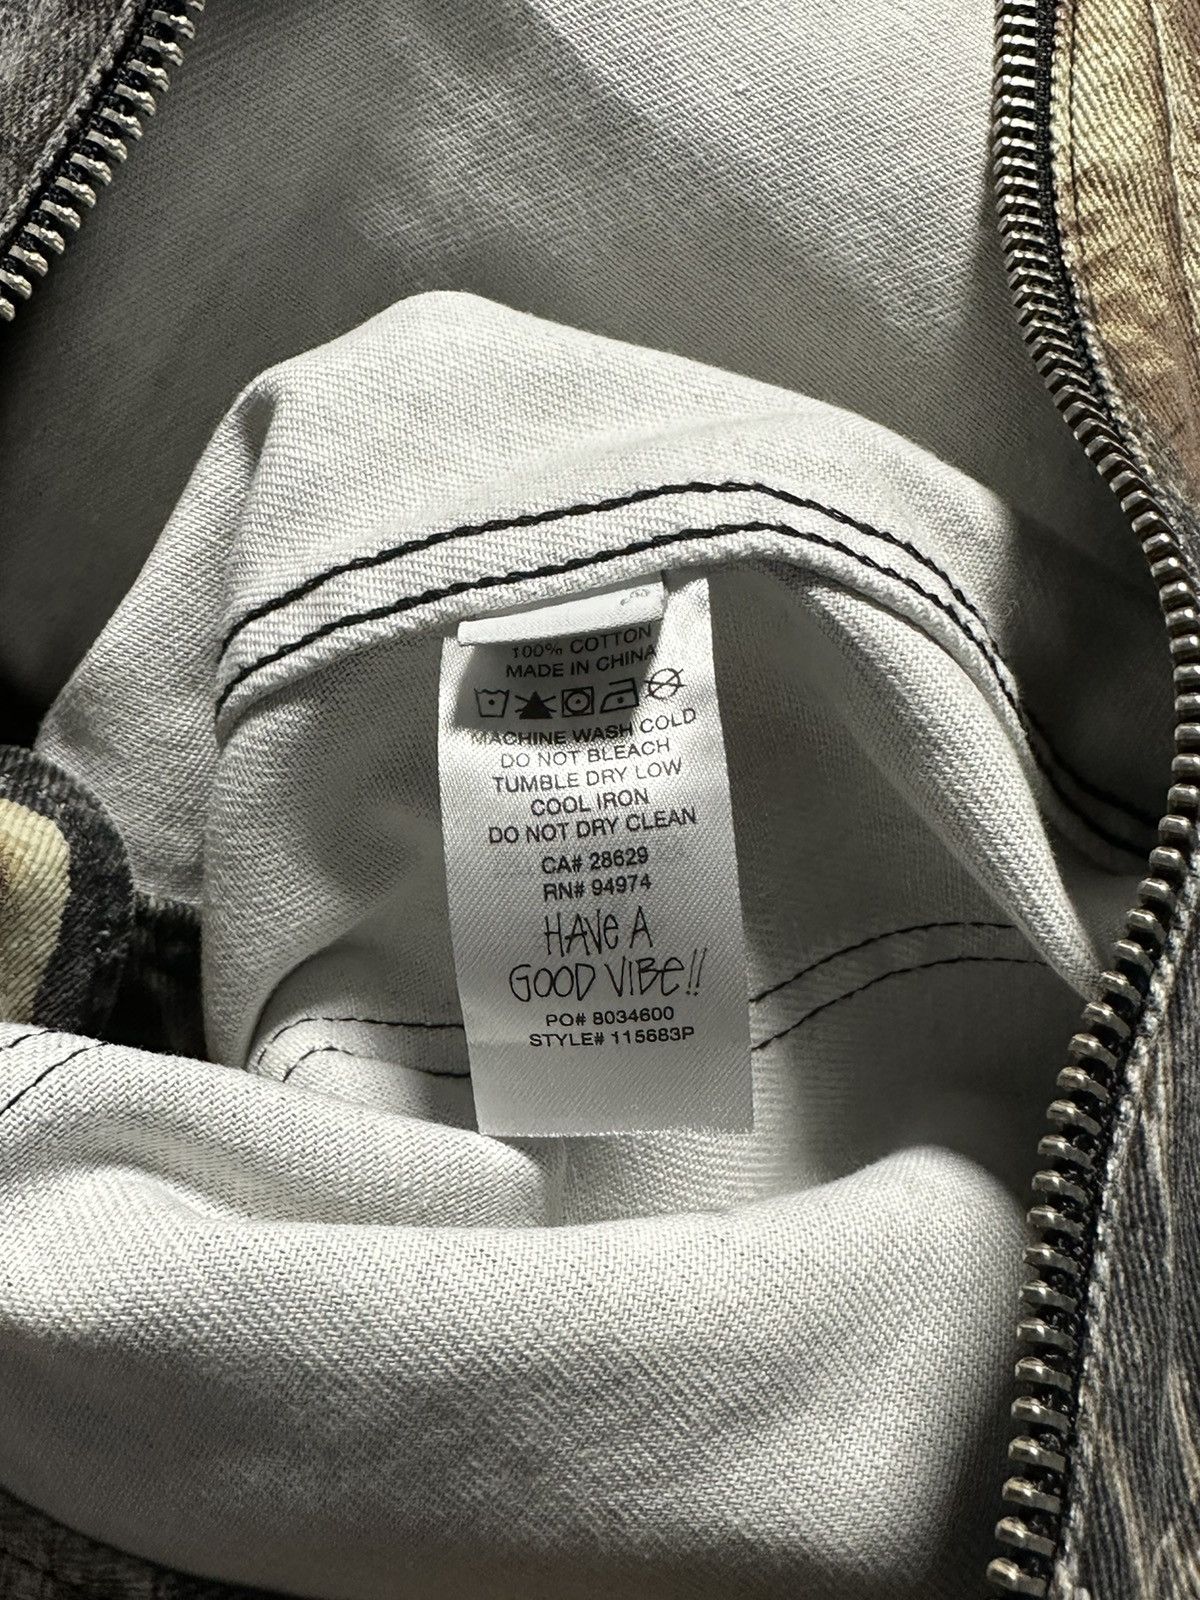 100% COTTON
MADE IN CHINA
MACHINE WASH COLD
DO NOT BLEACH
TUMBLE DRY LOW
COOL IRON
DO NOT DRY CLEAN
CA# 28629
RN# 94974
HAVE A
GOOD VIBE!!
PO# 8034600
STYLE# 115683P